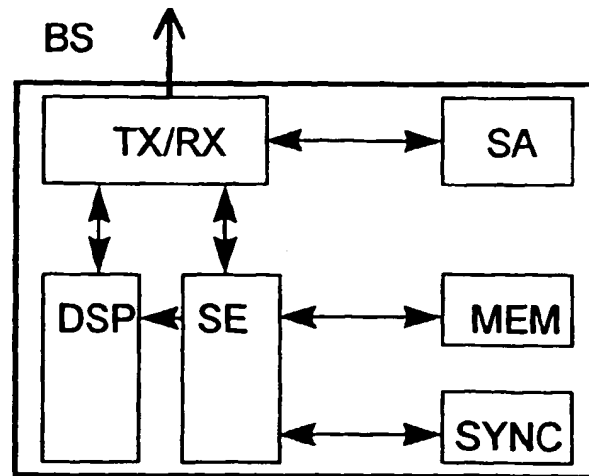 BS
TX/RX
SA
DSP
SE
MEM
SYNC